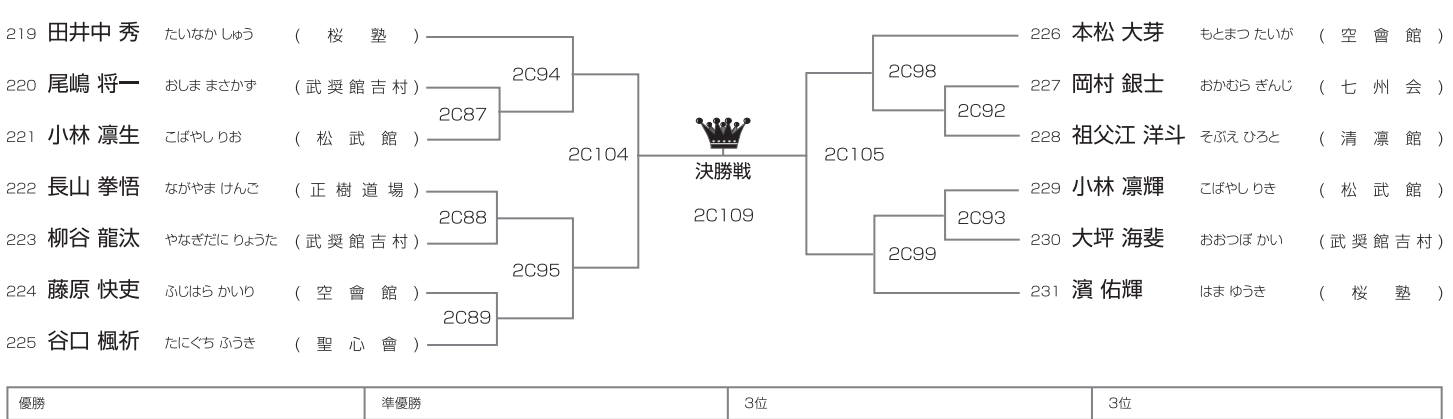 219 田井中 秀 たいなか しゅう (桜塾)
220 尾嶋 将一 おしま まさかず (武奨館吉村)
221 小林 凛生 こばやし りお (松武館)
222 長山 拳悟 ながやま けんご (正樹道場)
223 柳谷 龍汰 やなぎだに りょうた (武奨館吉村)
224 藤原 快吏 ふじはら かいり (空會館)
225 谷口 楓祈 たにぐち ふうき (聖心會)
2C94
2C87
2C104
2C88
2C95
2C89
決勝戦
2C109
2C98
2C92
2C105
2C93
2C99
226 本松 大芽 もとまつ たいが (空會館)
227 岡村 銀士 おかむら ぎんじ (七州会)
228 祖父江 洋斗 そぶえ ひろと (清凛館)
229 小林 凛輝 こばやし りき (松武館)
230 大坪 海斐 おおつぼ かい (武奨館吉村)
231 濱 佑輝 はま ゆうき (桜塾)
優勝 準優勝 3位 3位